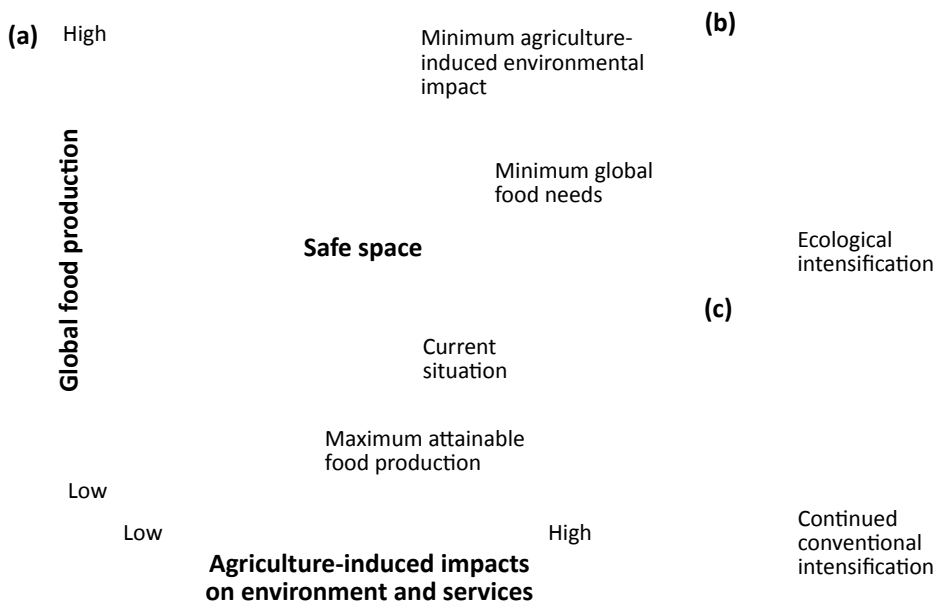 (a)
High
Minimum agriculture-
induced environmental
impact
Global food production
Minimum global
food needs
Safe space
Current
situation
Maximum attainable
food production
Low
Low
High
Agriculture-induced impacts
on environment and services
(b)
Ecological
intensification
(c)
Continued
conventional
intensification